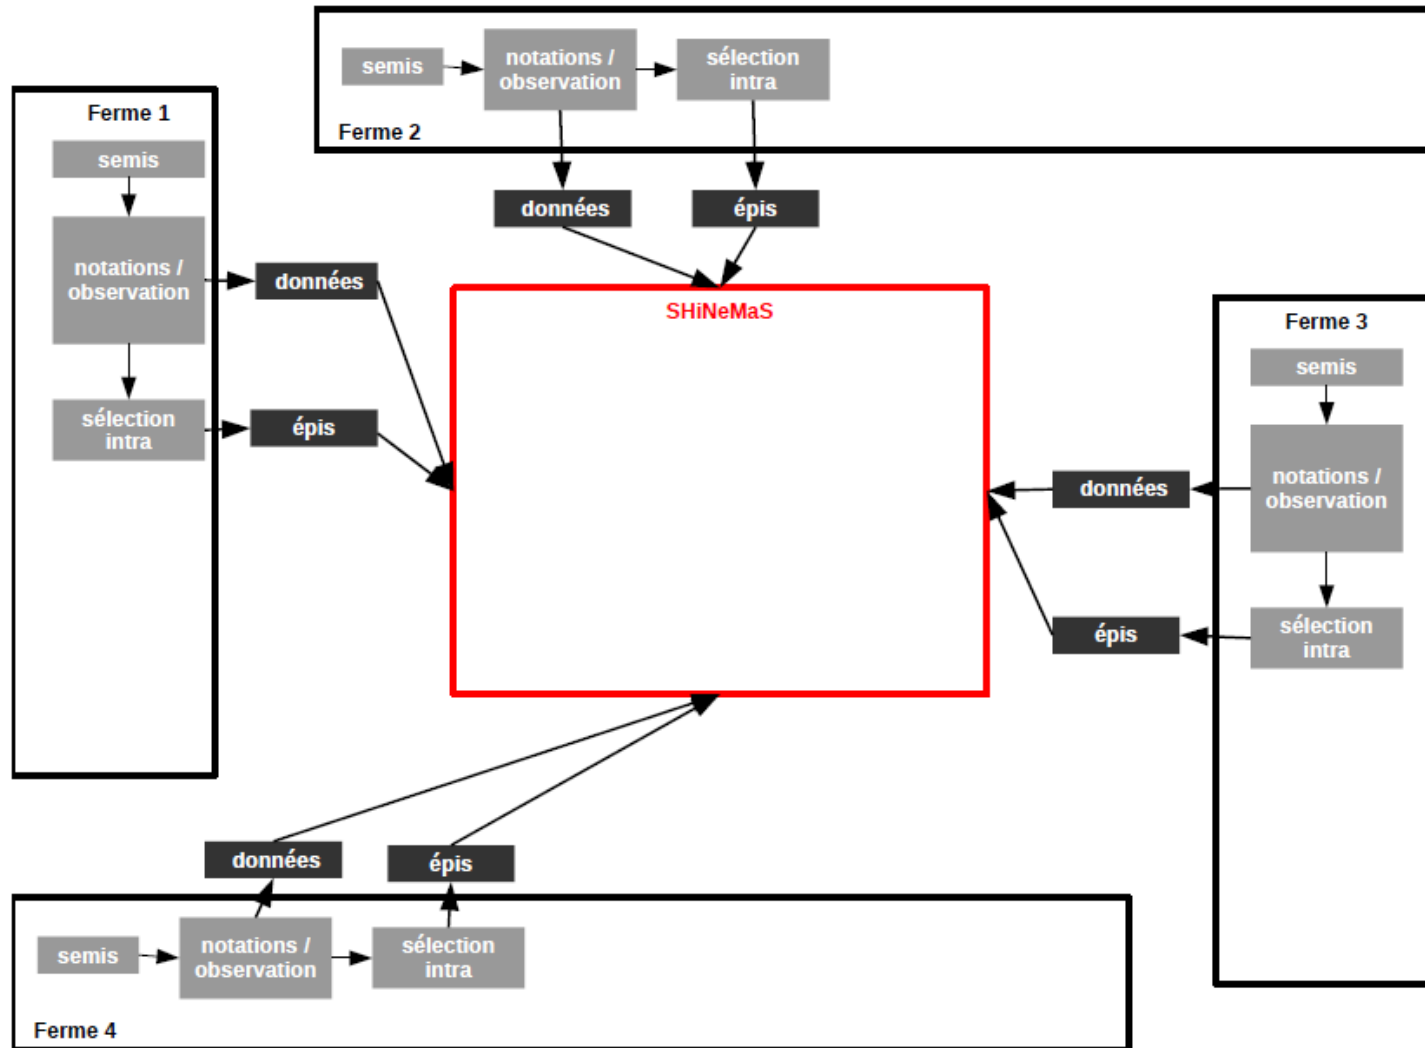 semis
notations /
observation
sélection
intra
Ferme 2
données
épis
Ferme 1
semis
notations /
observation
sélection
intra
données
épis
SHiNeMaS
Ferme 3
semis
notations /
observation
sélection
intra
données
épis
données
épis
semis
notations /
observation
sélection
intra
Ferme 4